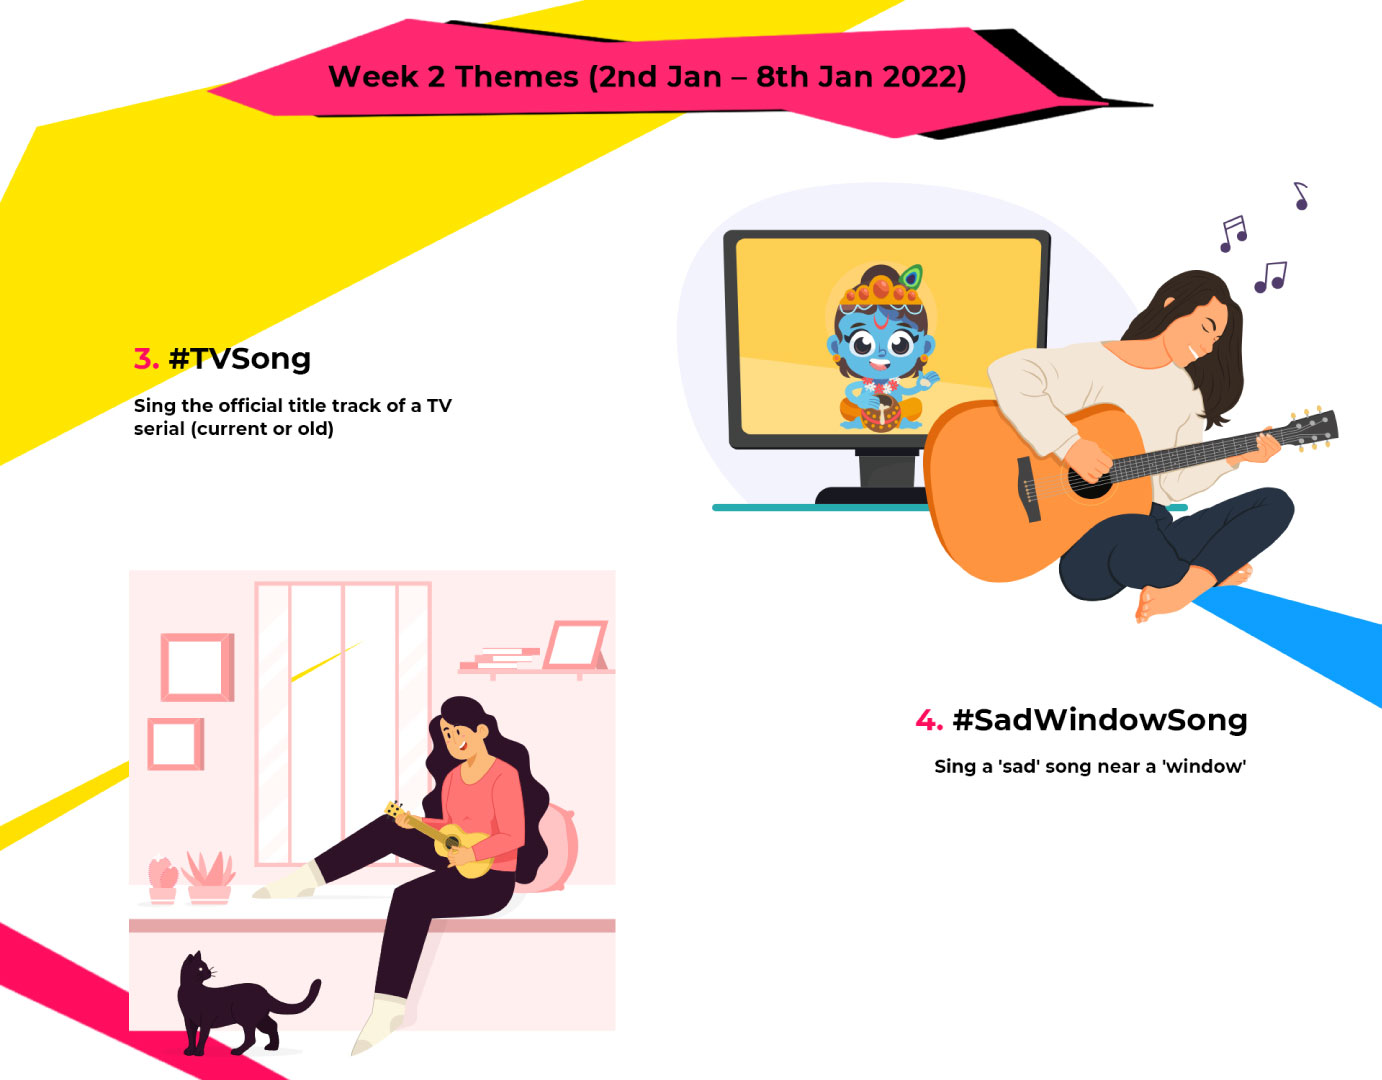 Week 2 Themes (2nd Jan – 8th Jan 2022)
3. #TVSong
Sing the official title track of a TV
serial (current or old)
4. #SadWindowSong
Sing a 'sad' song near a 'window'